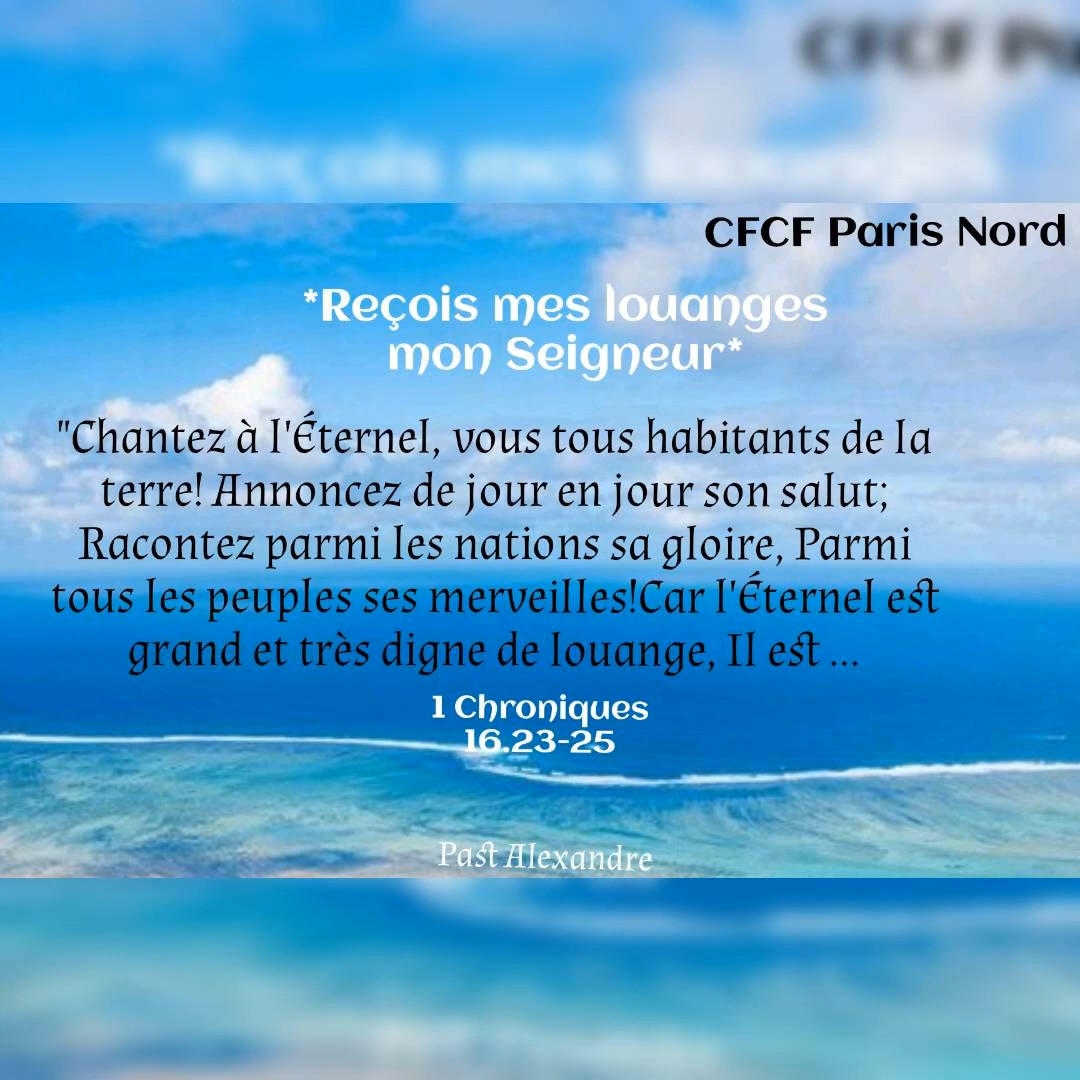 CFCF Paris Nord
*Reçois mes louanges
mon Seigneur*
"Chantez à l'Éternel, vous tous habitants de la
terre! Annoncez de jour en jour son salut;
Racontez parmi les nations sa gloire, Parmi
tous les peuples ses merveilles!Car l'Éternel est
grand et très digne de louange, Il est ...
1 Chroniques
16.23-25
Past Alexandre